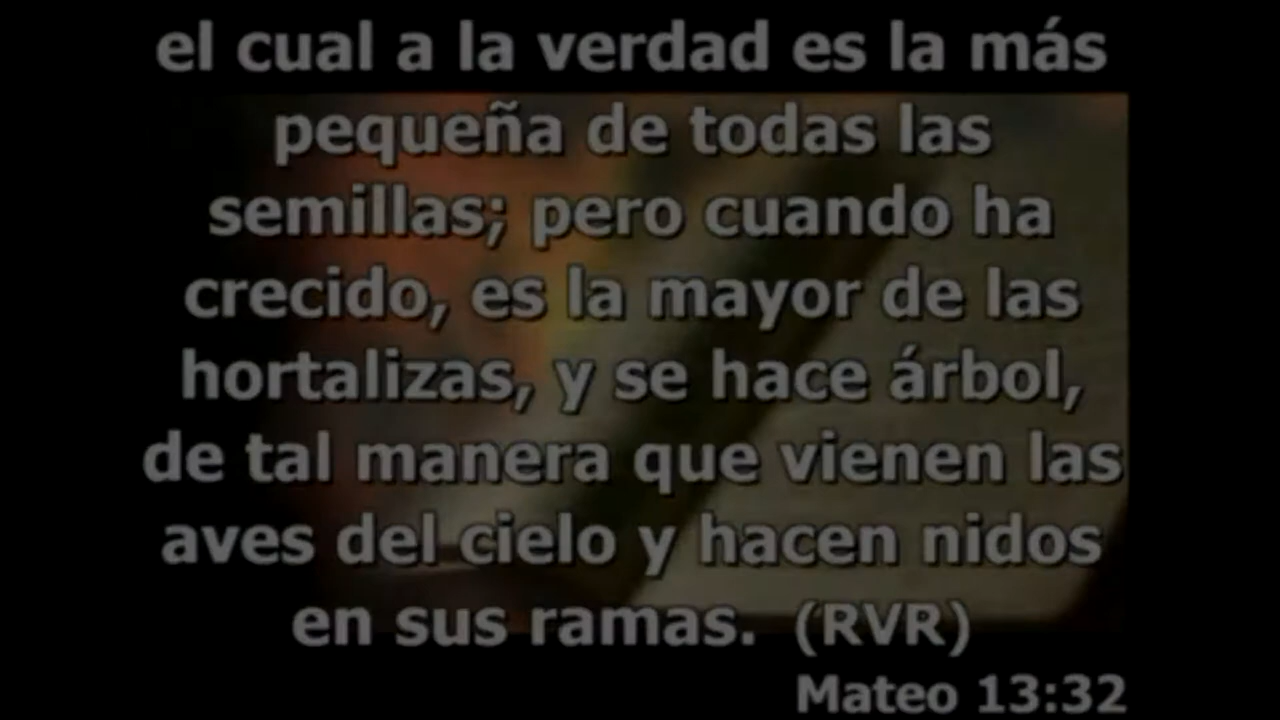 el cual a la verdad es la más
pequeña de todas las
semillas; pero cuando ha
crecido, es la mayor de las
hortalizas, y se hace árbol,
de tal manera que vienen las
aves del cielo y hacen nidos
en sus ramas. (RVR)
Mateo 13:32